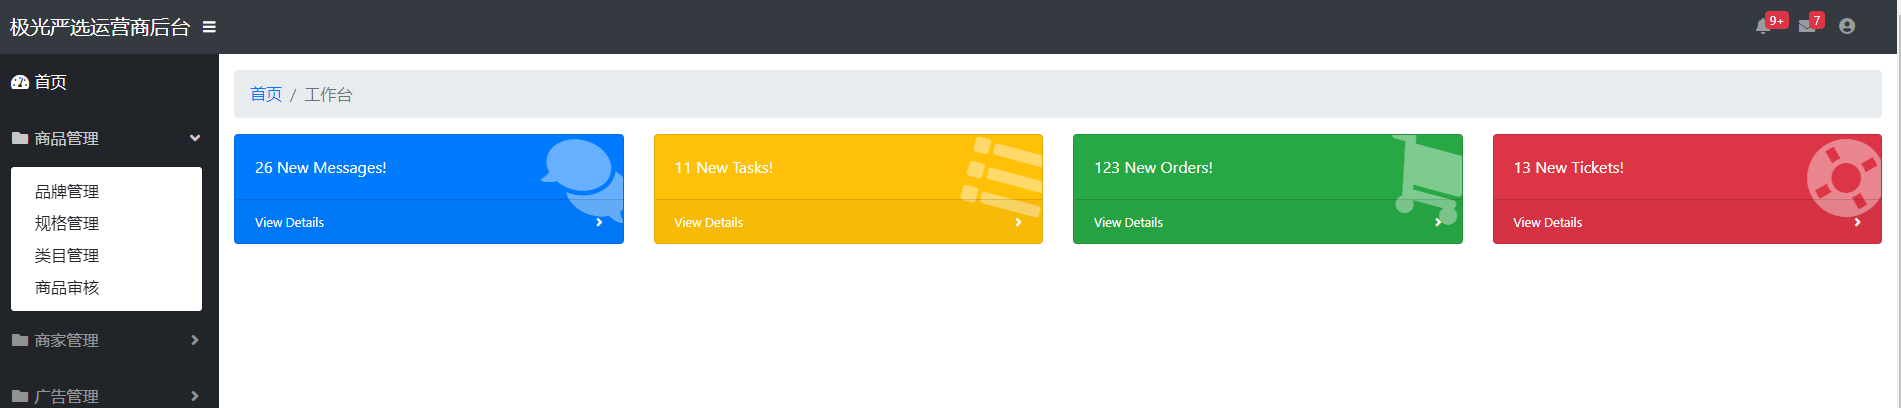 极光严选运营商后台
9+
7
首页
商品管理
品牌管理
规格管理
类目管理
商品审核
商家管理
广告管理
首页 / 工作台
26 New Messages!
View Details
11 New Tasks!
View Details
123 New Orders!
View Details
13 New Tickets!
View Details